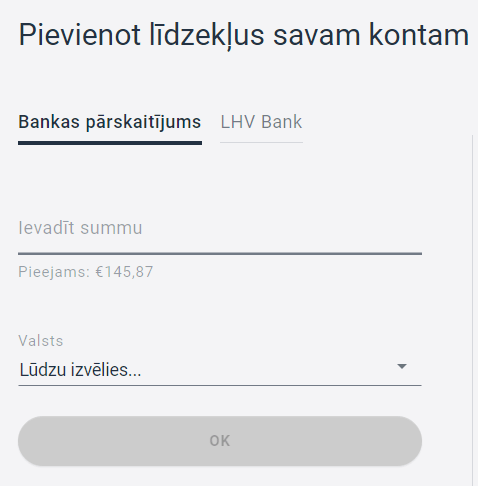 Pievienot līdzekļus savam kontam
Bankas pārskaitījums LHV Bank
Ievadīt summu
Pieejams: €145,87
Valsts
Lūdzu izvēlies...
OK